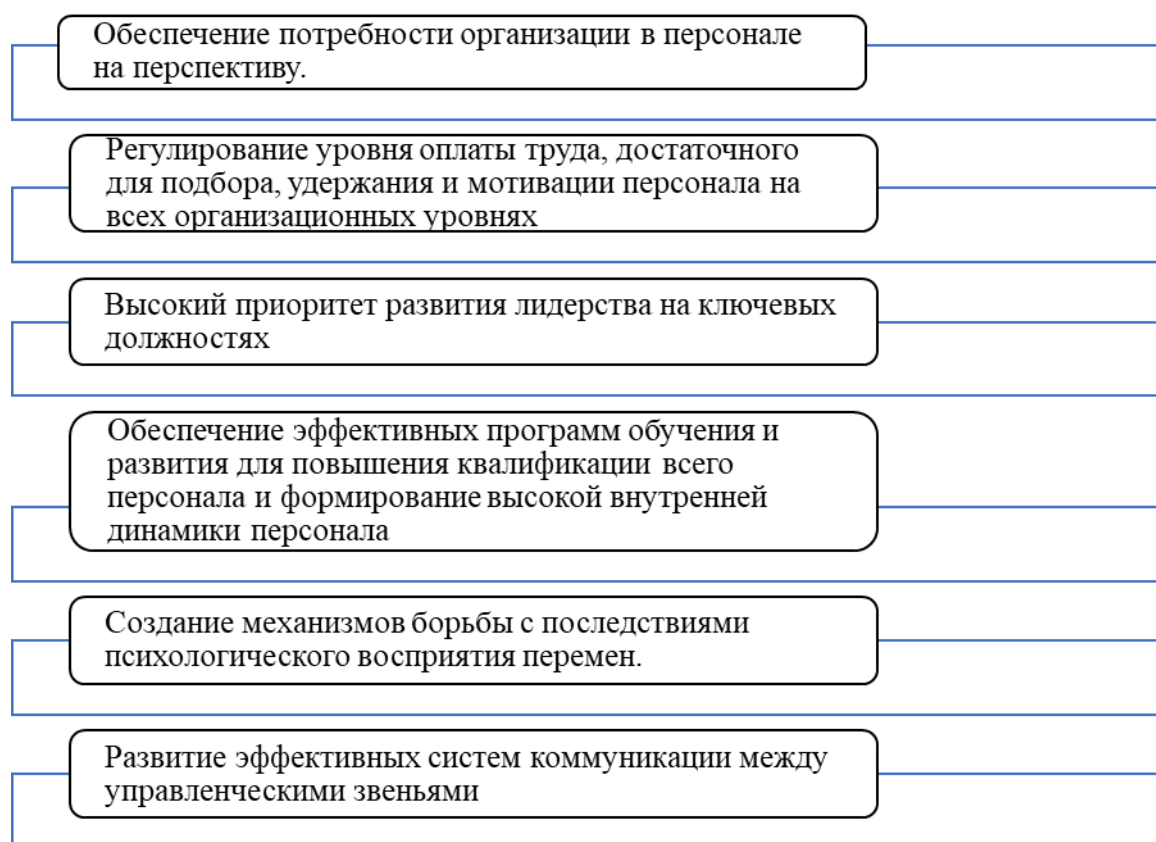 Обеспечение потребности организации в персонале
на перспективу.
Регулирование уровня оплаты труда, достаточного
для подбора, удержания и мотивации персонала на
всех организационных уровнях
Высокий приоритет развития лидерства на ключевых
должностях
Обеспечение эффективных программ обучения и
развития для повышения квалификации всего
персонала и формирование высокой внутренней
динамики персонала
Создание механизмов борьбы с последствиями
психологического восприятия перемен.
Развитие эффективных систем коммуникации между
управленческими звеньями